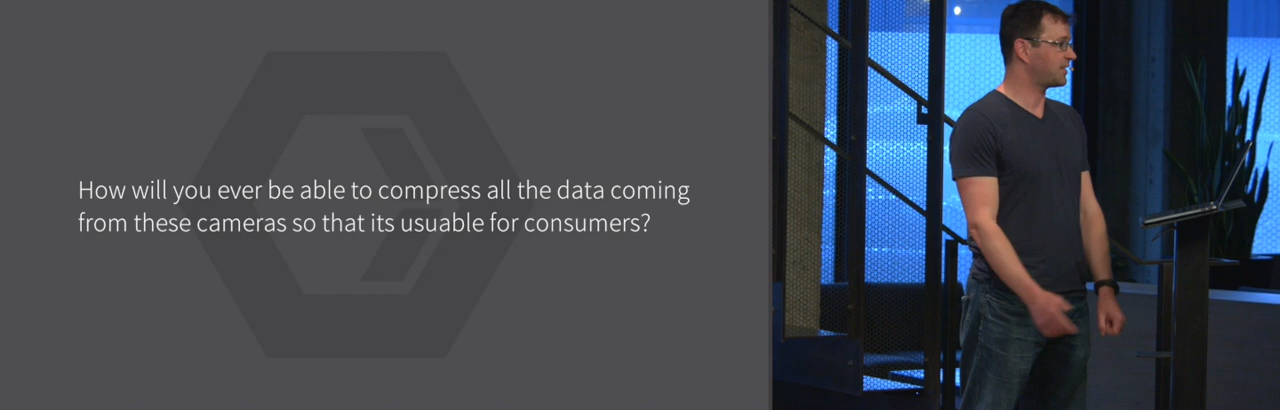 How will you ever be able to compress all the data coming
from these cameras so that its usuable for consumers?